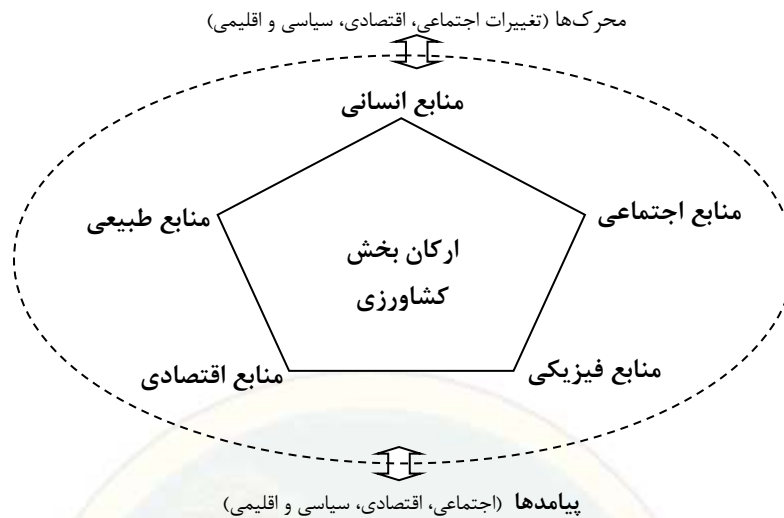 محرک‌ها (تغییرات اجتماعی، اقتصادی، سیاسی و اقلیمی)
منابع انسانی
منابع اجتماعی
منابع طبیعی
ارکان بخش
کشاورزی
منابع فیزیکی
منابع اقتصادی
پیامدها (اجتماعی، اقتصادی، سیاسی و اقلیمی)